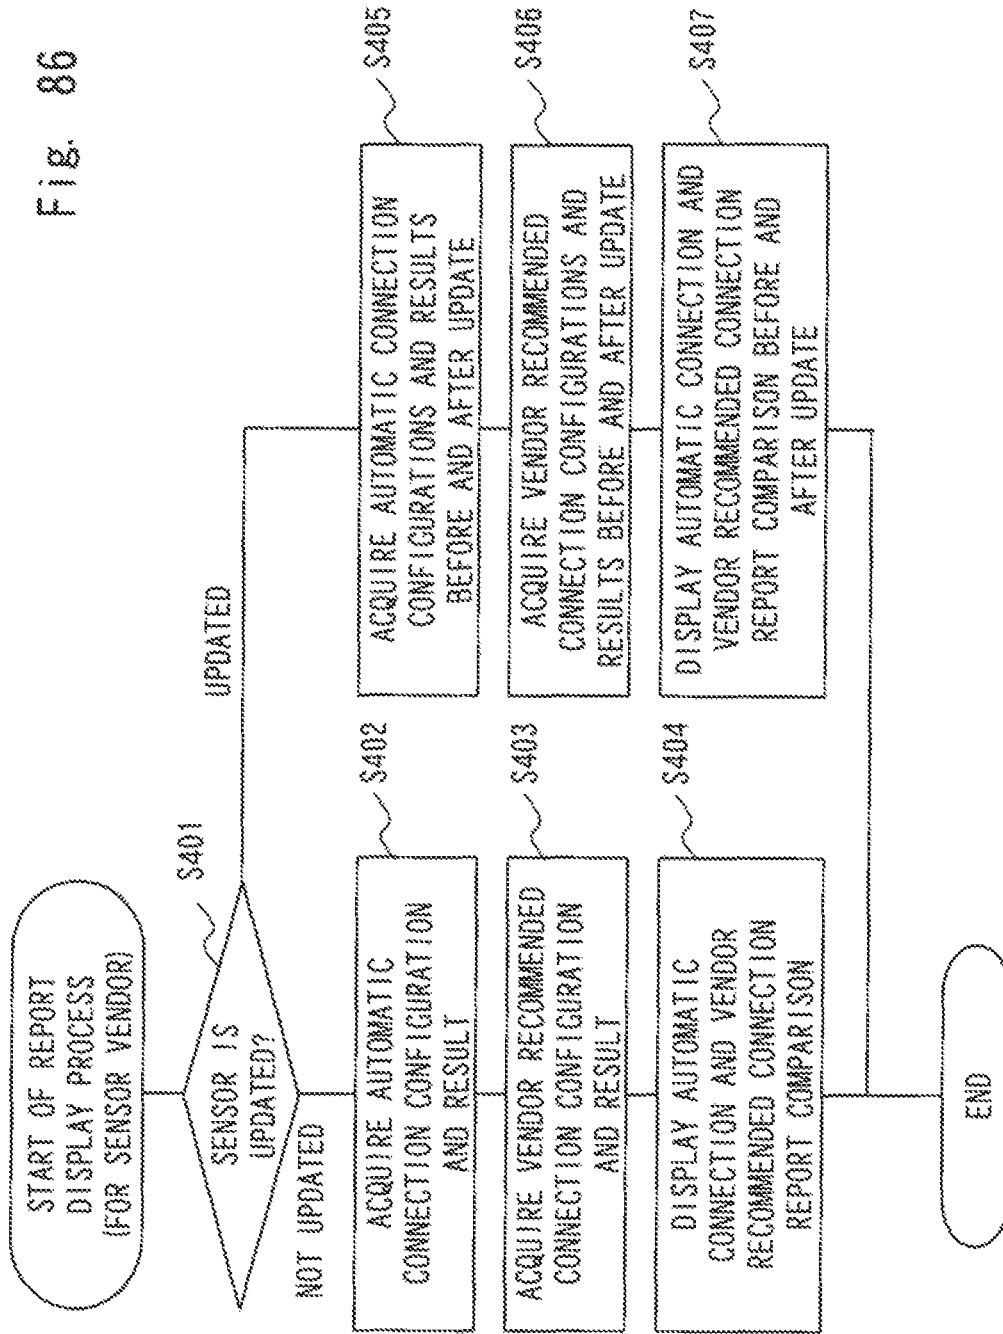 Fig. 86
START OF REPORT
DISPLAY PROCESS
(FOR SENSOR VENDOR)
S401
SENSOR IS
UPDATED?
UPDATED
NOT UPDATED
S402
ACQUIRE AUTOMATIC
CONNECTION CONFIGURATION
AND RESULT
S403
ACQUIRE VENDOR RECOMMENDED
CONNECTION CONFIGURATION
AND RESULT
S404
DISPLAY AUTOMATIC
CONNECTION AND VENDOR
RECOMMENDED CONNECTION
REPORT COMPARISON
S405
ACQUIRE AUTOMATIC CONNECTION
CONFIGURATIONS AND RESULTS
BEFORE AND AFTER UPDATE
S406
ACQUIRE VENDOR RECOMMENDED
CONNECTION CONFIGURATIONS AND
RESULTS BEFORE AND AFTER UPDATE
S407
DISPLAY AUTOMATIC CONNECTION AND
VENDOR RECOMMENDED CONNECTION
REPORT COMPARISON BEFORE AND
AFTER UPDATE
END